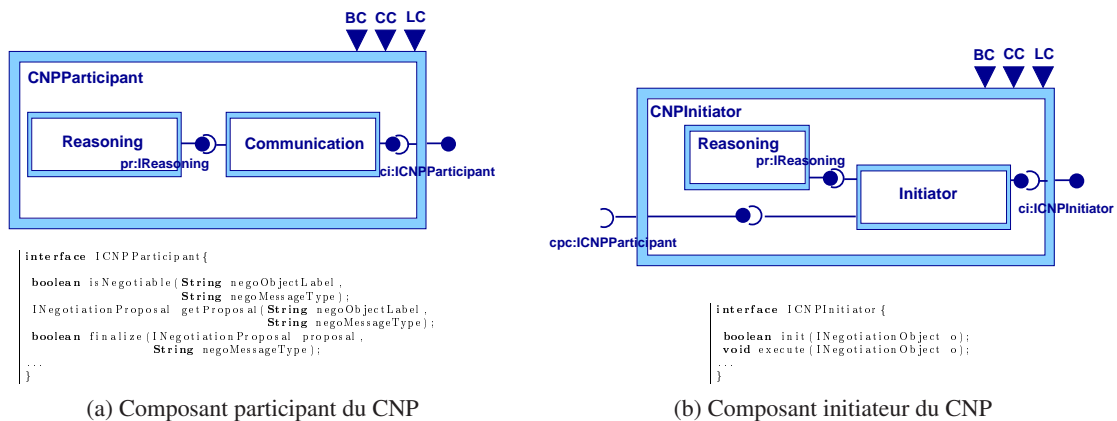 BC CC LC
CNPParticipant
Reasoning
Communication
pr:IReasoning
ci:ICNPParticipant
interface ICNPParticipant{
boolean isNegotiable(String negoObjectLabel,
String negoMessageType);
INegotiationProposal getProposal(String negoObjectLabel,
String negoMessageType);
boolean finalize(INegotiationProposal proposal,
String negoMessageType);
...
}
(a) Composant participant du CNP
BC CC LC
CNPInitiator
Reasoning
pr:IReasoning
Initiator
ci:ICNPInitiator
cpc:ICNPParticipant
interface ICNPInitiator{
boolean init(INegotiationObject o);
void execute(INegotiationObject o);
...
}
(b) Composant initiateur du CNP